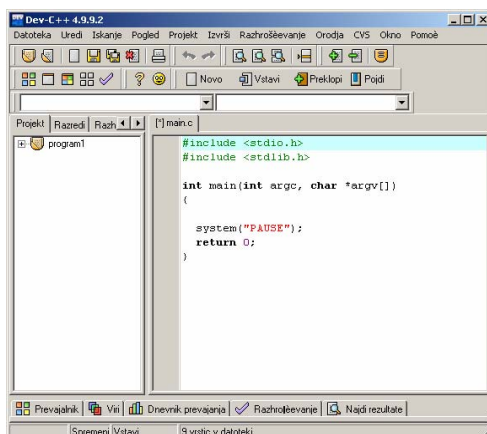 Dev-C++ 4.9.9.2
Datoteka Uredi Iskanje Pogled Projekt Izvrši Razhroščevanje Orodja CVS Okno Pomoè
Novo Vstavi Preklopi Pojdi
Projekt Razredi Razh [*] main.c
program1
#include <stdio.h>
#include <stdlib.h>
int main(int argc, char *argv[])
{
system("PAUSE");
return 0;
}
Prevajalnik Viri Dnevnik prevajanja Razhroščevanje Najdi rezultate
Spremeni Vstavi 9 vrstic v datoteki